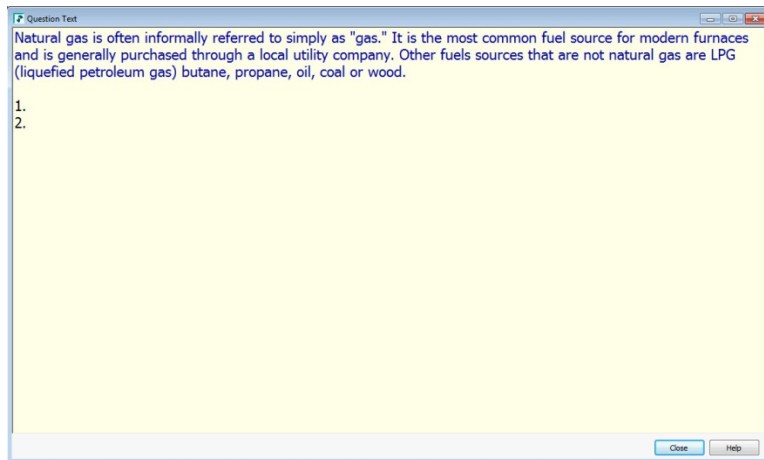 Question Text
Natural gas is often informally referred to simply as "gas." It is the most common fuel source for modern furnaces
and is generally purchased through a local utility company. Other fuels sources that are not natural gas are LPG
(liquefied petroleum gas) butane, propane, oil, coal or wood.
1.
2.
Close Help